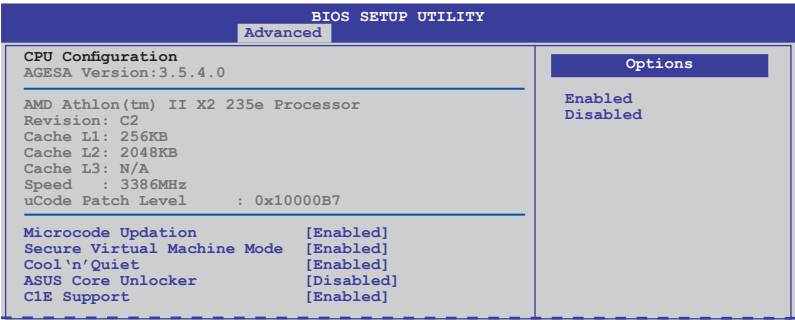 BIOS SETUP UTILITY
Advanced
CPU Configuration
AGESA Version:3.5.4.0
AMD Athlon(tm) II X2 235e Processor
Revision: C2
Cache L1: 256KB
Cache L2: 2048KB
Cache L3: N/A
Speed : 3386MHz
uCode Patch Level : 0x10000B7
Microcode Updation [Enabled]
Secure Virtual Machine Mode [Enabled]
Cool‘n’Quiet [Enabled]
ASUS Core Unlocker [Disabled]
C1E Support [Enabled]
Options
Enabled
Disabled